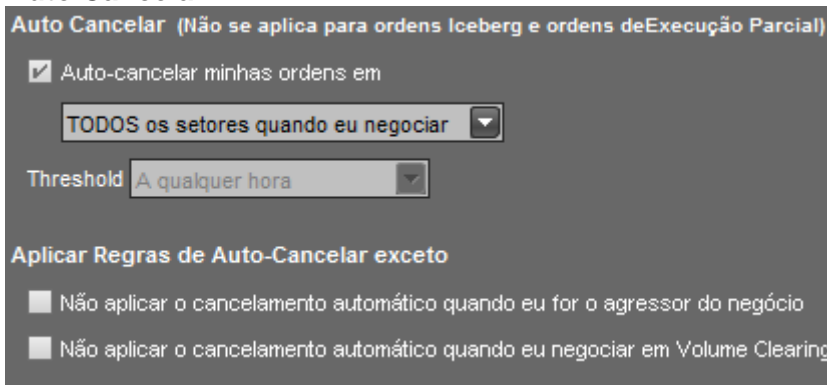 Auto Cancelar (Não se aplica para ordens Iceberg e ordens deExecução Parcial)
Auto-cancelar minhas ordens em
TODOS os setores quando eu negociar
Threshold A qualquer hora
Aplicar Regras de Auto-Cancelar exceto
Não aplicar o cancelamento automático quando eu for o agressor do negócio
Não aplicar o cancelamento automático quando eu negociar em Volume Clearing